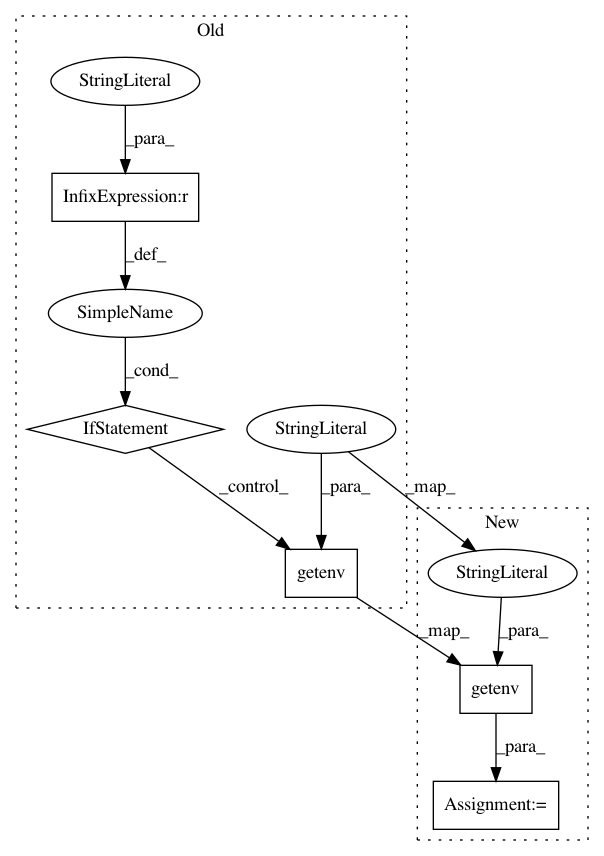 Old
StringLiteral
_para_
InfixExpression:r
_def_
SimpleName
_cond_
IfStatement
StringLiteral
_control_
_para_
_map_
New
getenv
StringLiteral
_map_
_para_
getenv
_para_
Assignment:=